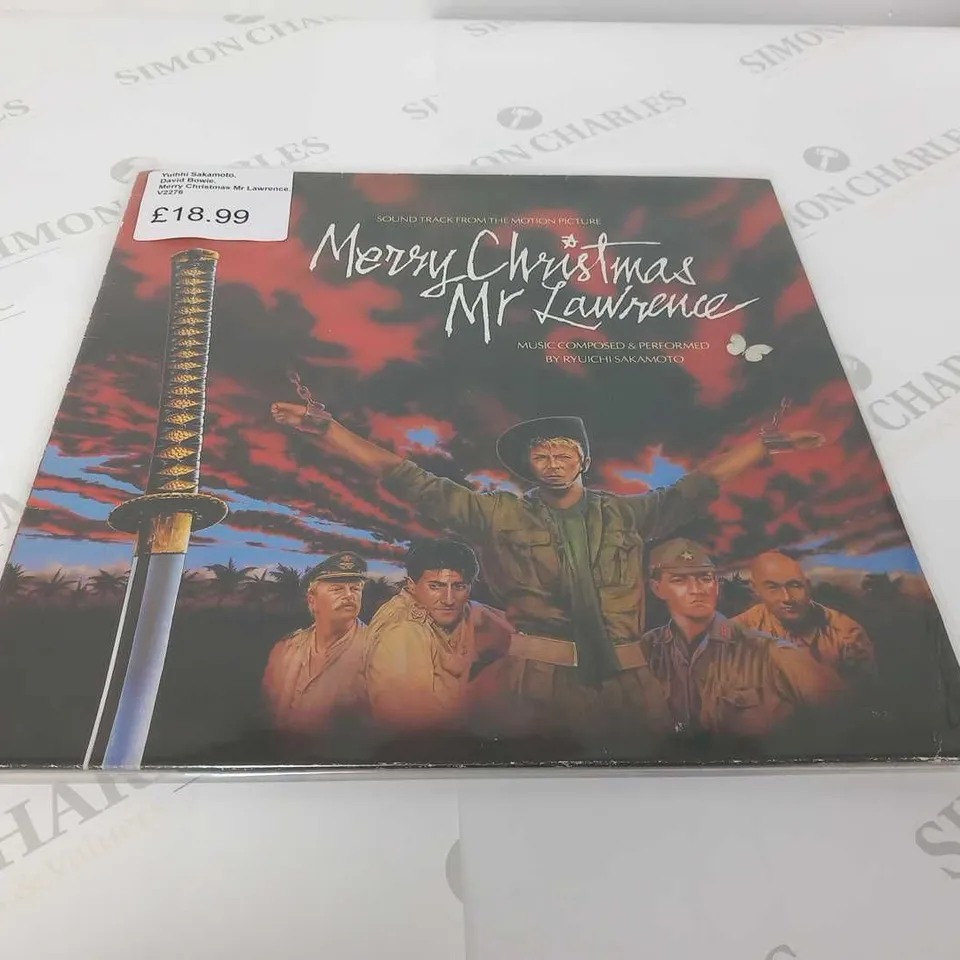 SIMON CHARLES
SIMON CHARLES
SIMON CHARLES
SIMON CHARLES
Yuihhi Sakamoto.
David Bowie.
Merry Christmas Mr Lawrence.
V2276
£18.99
SOUND TRACK FROM THE MOTION PICTURE
Merry Christmas
Mr Lawrence
MUSIC COMPOSED & PERFORMED
BY RYUICHI SAKAMOTO
CHARLES